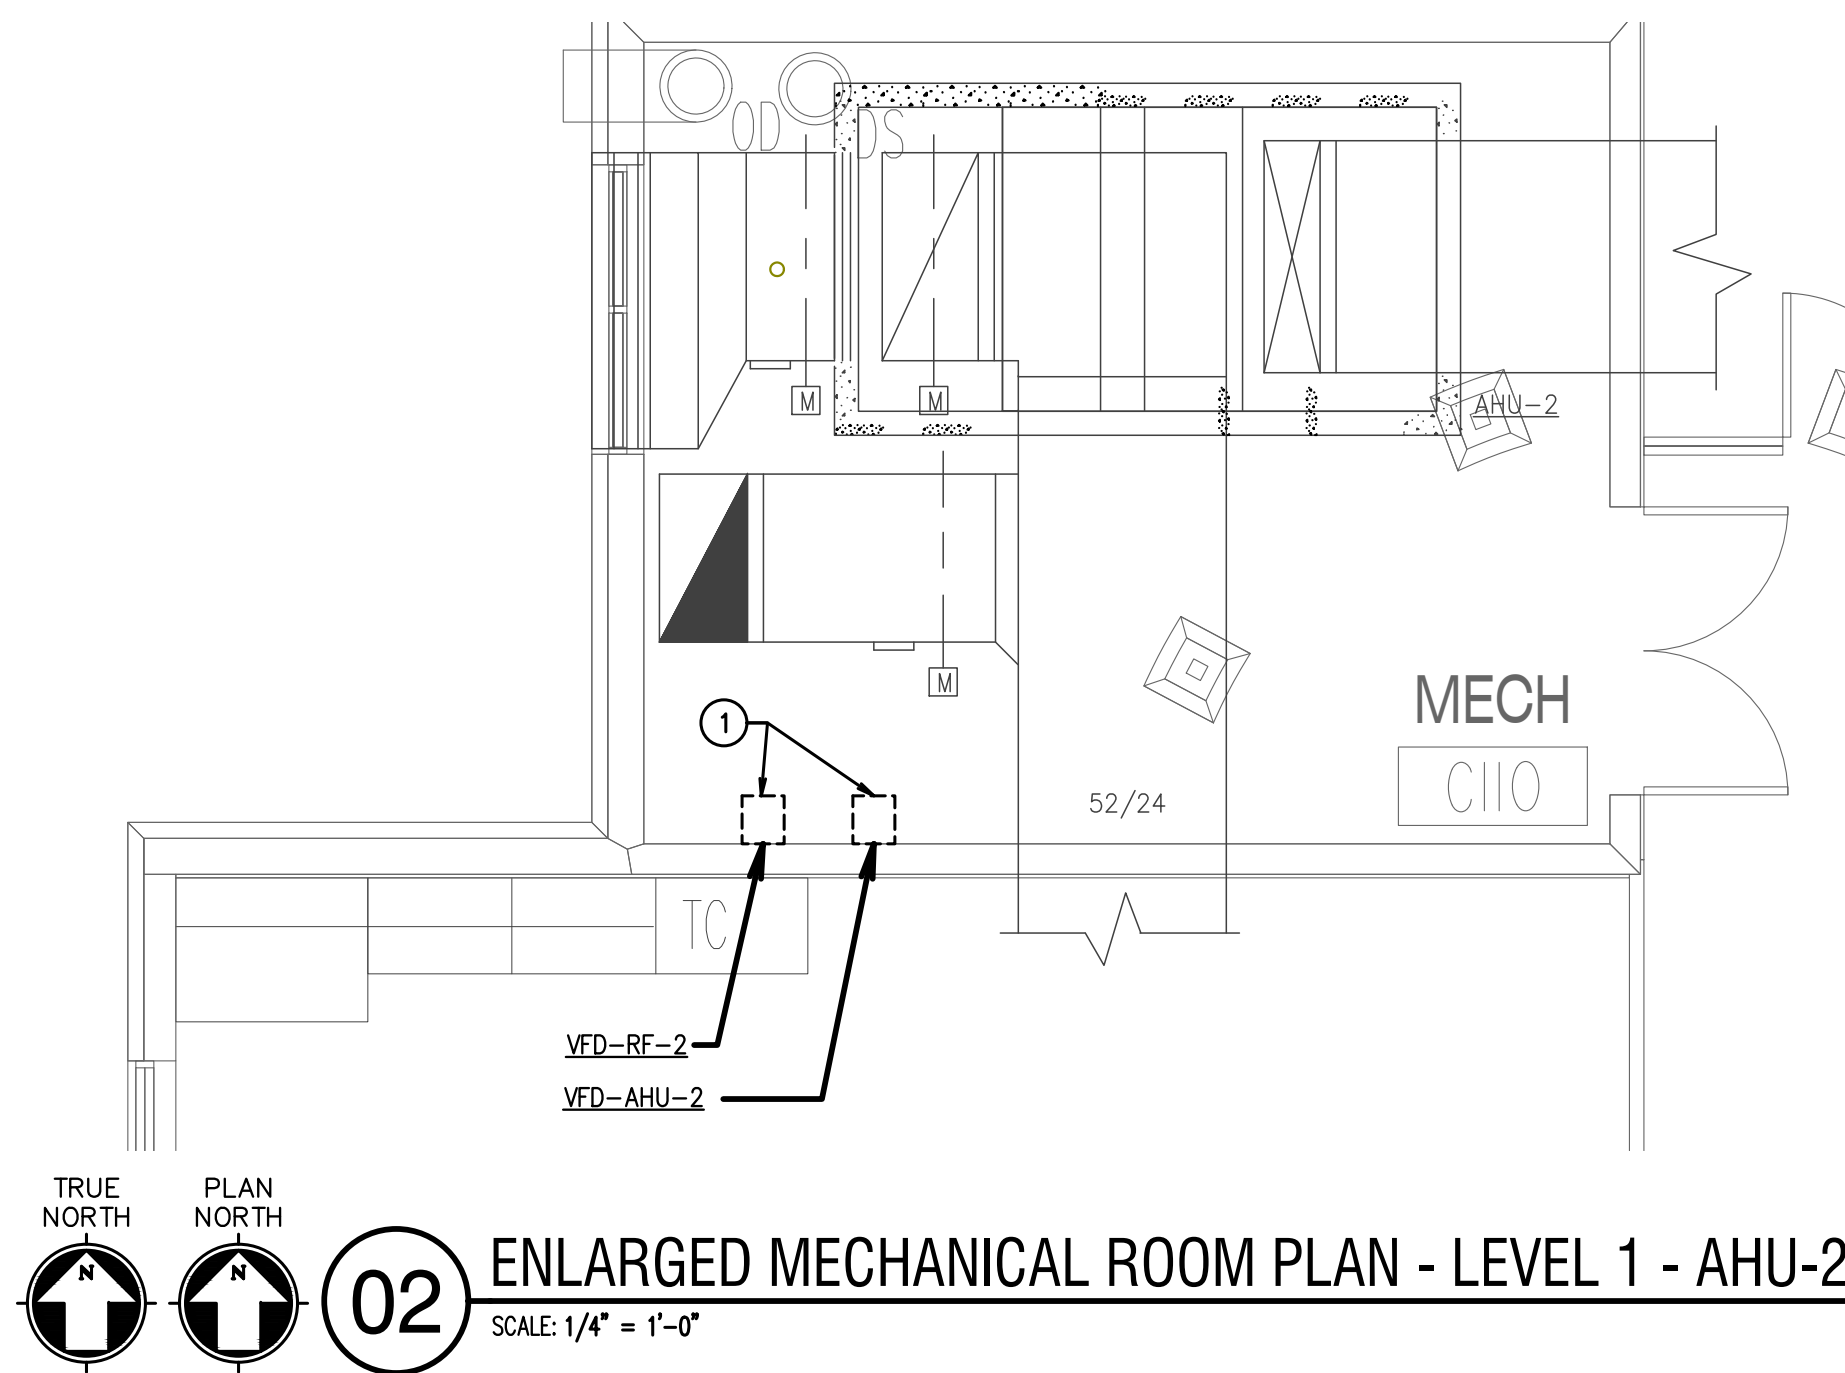 OD
DS
M
M
AHU-2
M
1
MECH
C110
52/24
TC
VFD-RF-2
VFD-AHU-2
TRUE
NORTH
PLAN
NORTH
N
N
02
ENLARGED MECHANICAL ROOM PLAN - LEVEL 1 - AHU-2
SCALE: 1/4" = 1'-0"